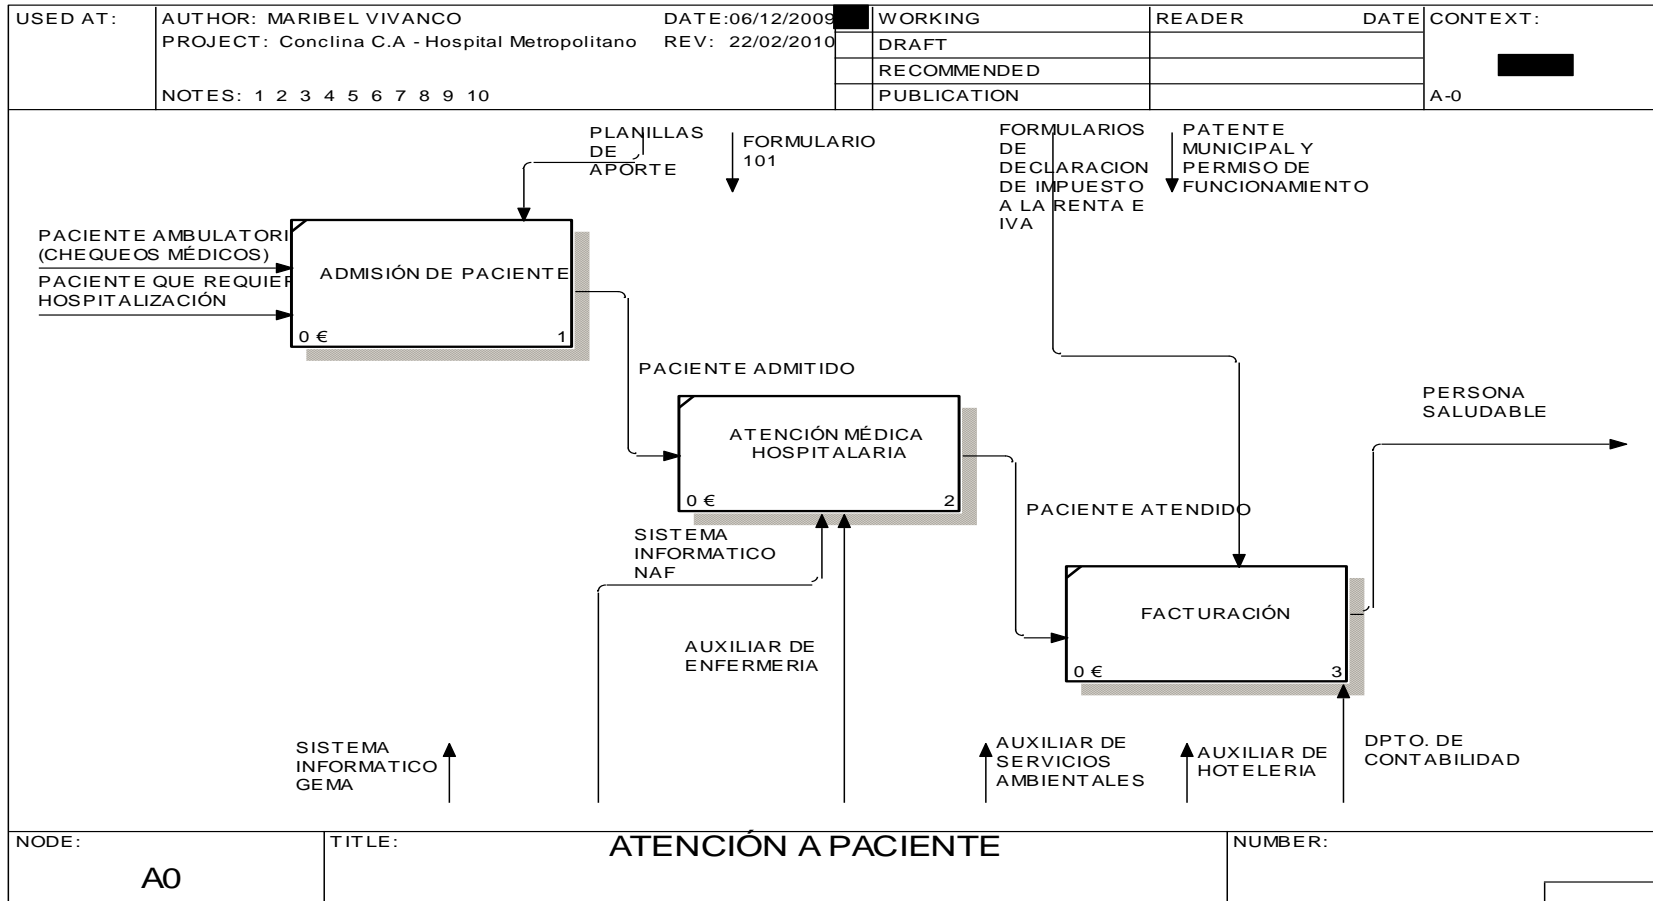 USED AT:
AUTHOR: MARIBEL VIVANCO
DATE:06/12/2009
PROJECT: Conclina C.A - Hospital Metropolitano
REV: 22/02/2010
NOTES: 1 2 3 4 5 6 7 8 9 10
WORKING
DRAFT
RECOMMENDED
PUBLICATION
READER
DATE
CONTEXT:
A-0
PLANILLAS
DE
APORTE
FORMULARIO
101
FORMULARIOS
DE
DECLARACION
DE IMPUESTO
A LA RENTA E
IVA
PATENTE
MUNICIPAL Y
PERMISO DE
FUNCIONAMIENTO
PACIENTE AMBULATORI
(CHEQUEOS MÉDICOS)
PACIENTE QUE REQUIER
HOSPITALIZACIÓN
ADMISIÓN DE PACIENTE
0 €
1
PACIENTE ADMITIDO
ATENCIÓN MÉDICA
HOSPITALARIA
0 €
2
PERSONA
SALUDABLE
PACIENTE ATENDIDO
SISTEMA
INFORMATICO
NAF
FACTURACIÓN
0 €
3
AUXILIAR DE
ENFERMERIA
SISTEMA
INFORMATICO
GEMA
AUXILIAR DE
SERVICIOS
AMBIENTALES
AUXILIAR DE
HOTELERIA
DPTO. DE
CONTABILIDAD
NODE:
A0
TITLE:
ATENCIÓN A PACIENTE
NUMBER: